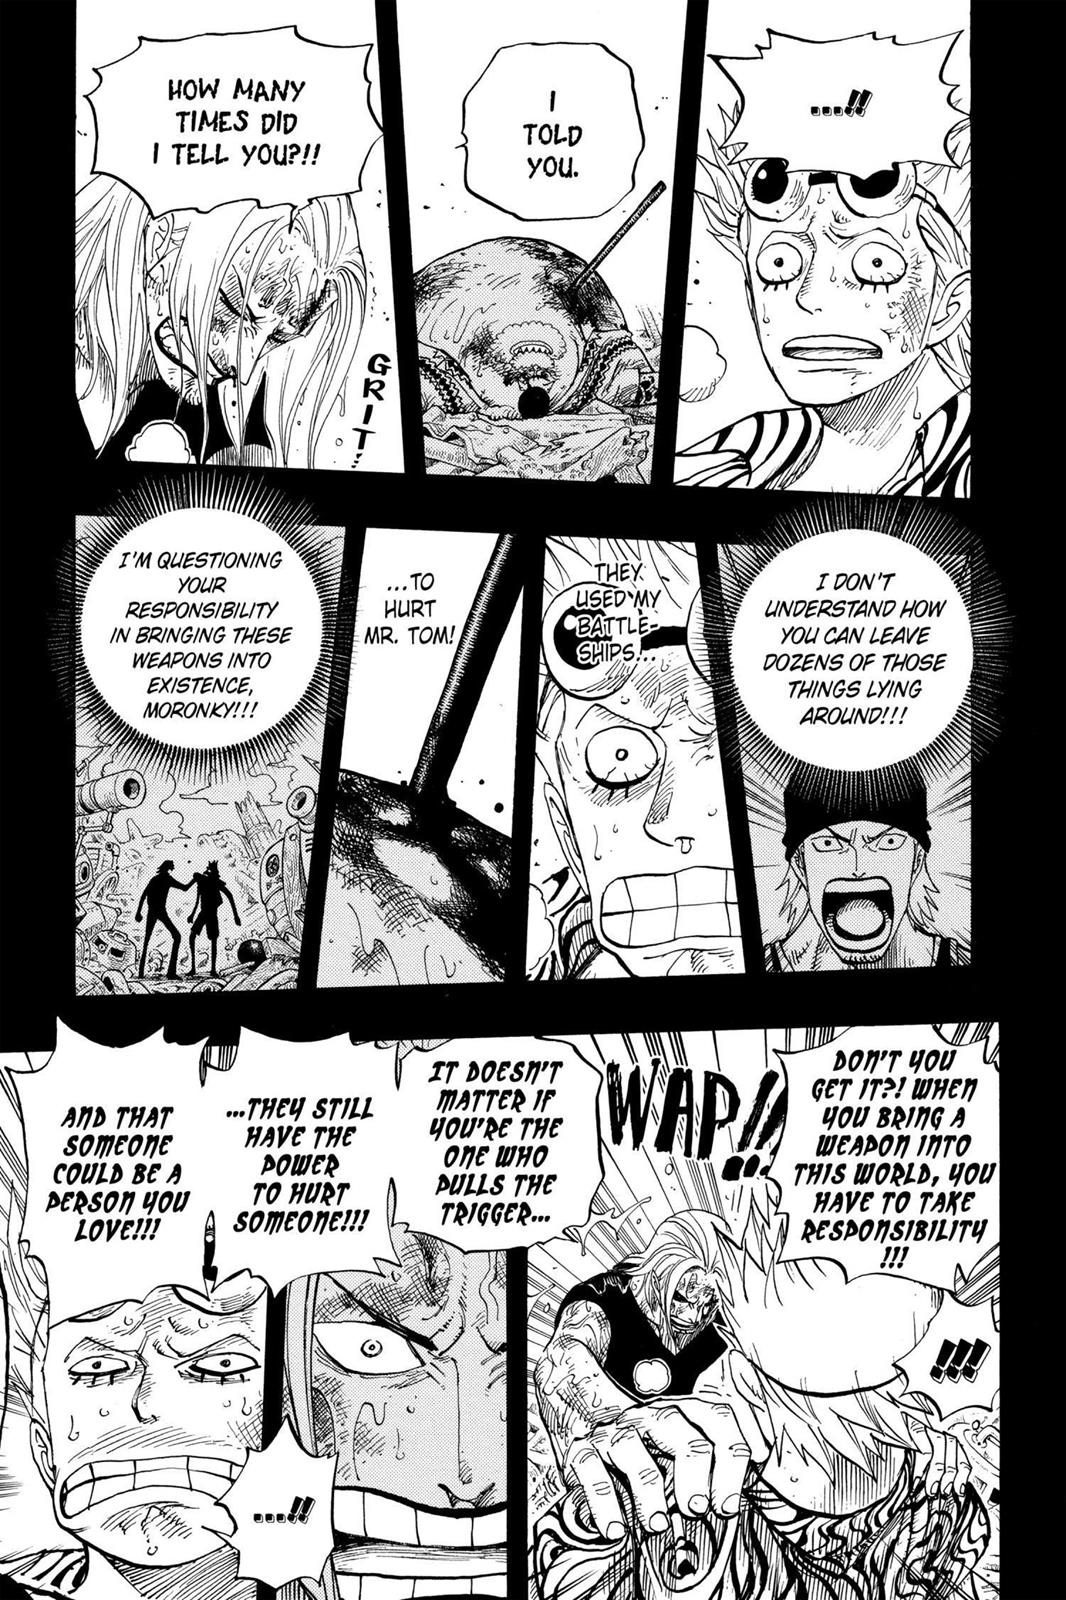 ....!!
I
TOLD
YOU.
HOW MANY
TIMES DID
I TELL YOU?!!
GRIT...
I DON'T
UNDERSTAND HOW
YOU CAN LEAVE
DOZENS OF THOSE
THINGS LYING
AROUND!!!
THEY
USED MY
BATTLE-
SHIPS...
...TO
HURT
MR. TOM!
I'M QUESTIONING
YOUR
RESPONSIBILITY
IN BRINGING THESE
WEAPONS INTO
EXISTENCE,
MORONKY!!!
DON'T YOU
GET IT?! WHEN
YOU BRING A
WEAPON INTO
THIS WORLD, YOU
HAVE TO TAKE
RESPONSIBILITY
!!!
WAP!!
!!!
IT DOESN'T
MATTER IF
YOU'RE THE
ONE WHO
PULLS THE
TRIGGER...
...THEY STILL
HAVE THE
POWER
TO HURT
SOMEONE!!!
AND THAT
SOMEONE
COULD BE A
PERSON YOU
LOVE!!!
....!!